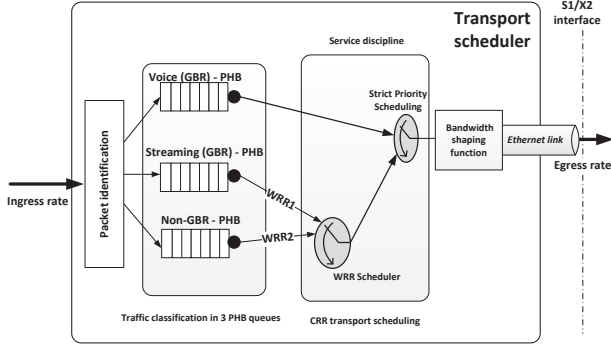 S1/X2
interface
Transport
scheduler
Service discipline
Voice (GBR) - PHB
Strict Priority
Scheduling
Bandwidth
shaping
function
Ethernet link
Egress rate
Packet identification
Streaming (GBR) - PHB
Ingress rate
WRR1
Non-GBR - PHB
WRR2
WRR Scheduler
Traffic classification in 3 PHB queues
CRR transport scheduling